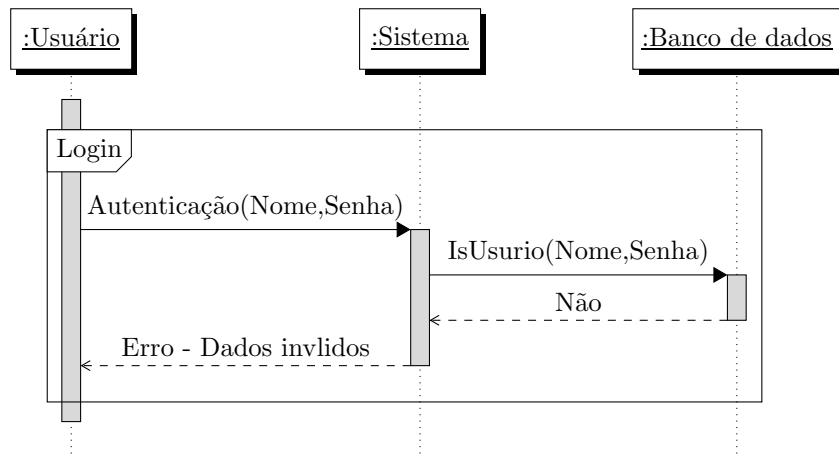 :Usuário
:Sistema
:Banco de dados
Login
Autenticação(Nome,Senha)
IsUsurio(Nome,Senha)
Não
Erro - Dados invlidos